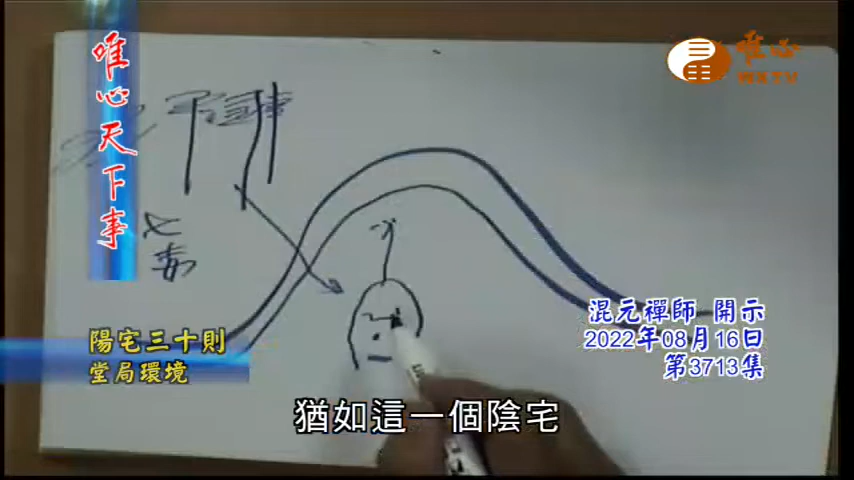 唯心天下事
唯心
WXTV
七
毒
混元禪師 開示
2022年08月16日
第3713集
陽宅三十則
堂局環境
猶如這一個陰宅